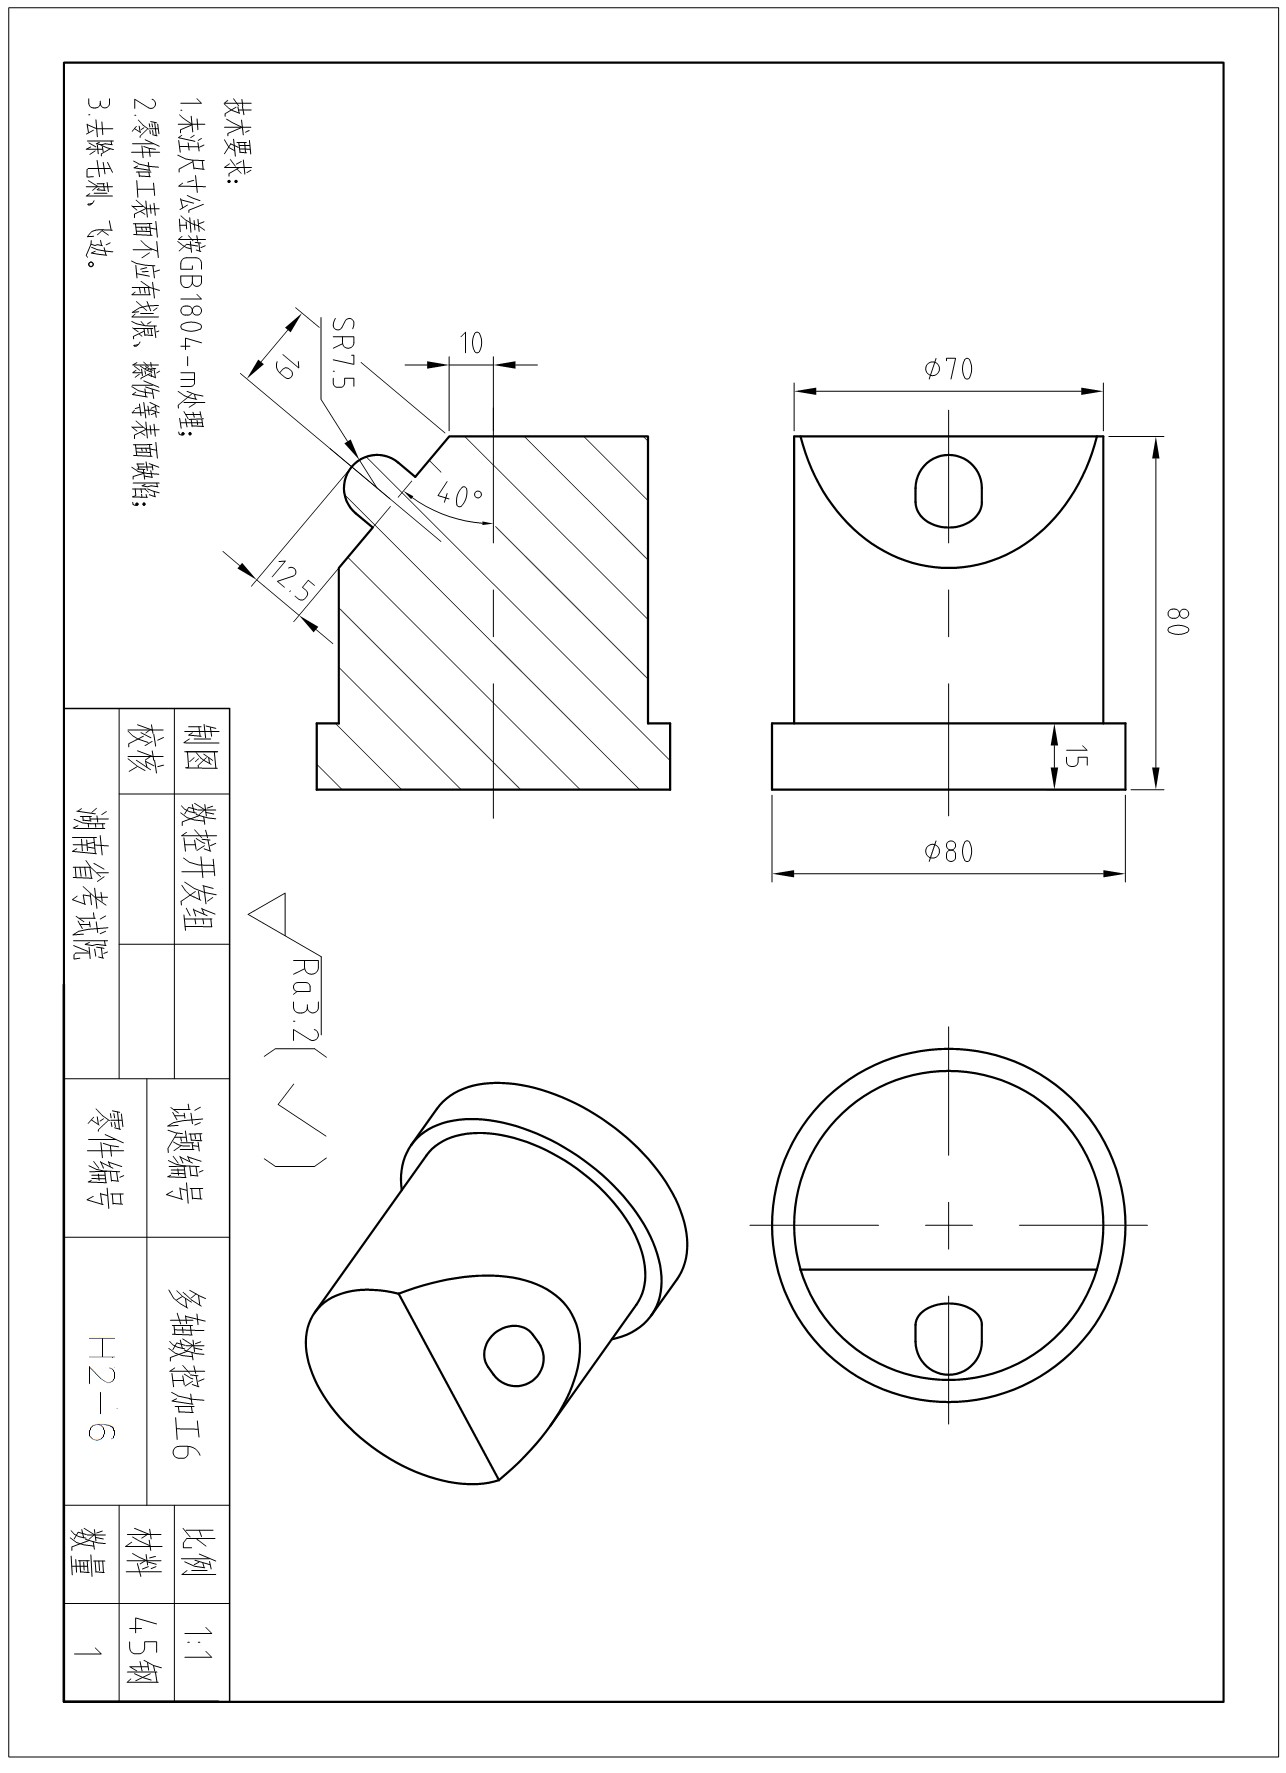 φ70
80
15
φ80
10
SR7.5
19
40°
12.5
技术要求:
1.未注尺寸公差按GB1804-m处理;
2.零件加工表面不应有划痕、擦伤等表面缺陷;
3.去除毛刺、飞边。
Ra3.2
制图 数控开发组
校核
湖南省考试院
试题编号 多轴数控加工6
零件编号 H2-6
比例 1:1
材料 45钢
数量 1